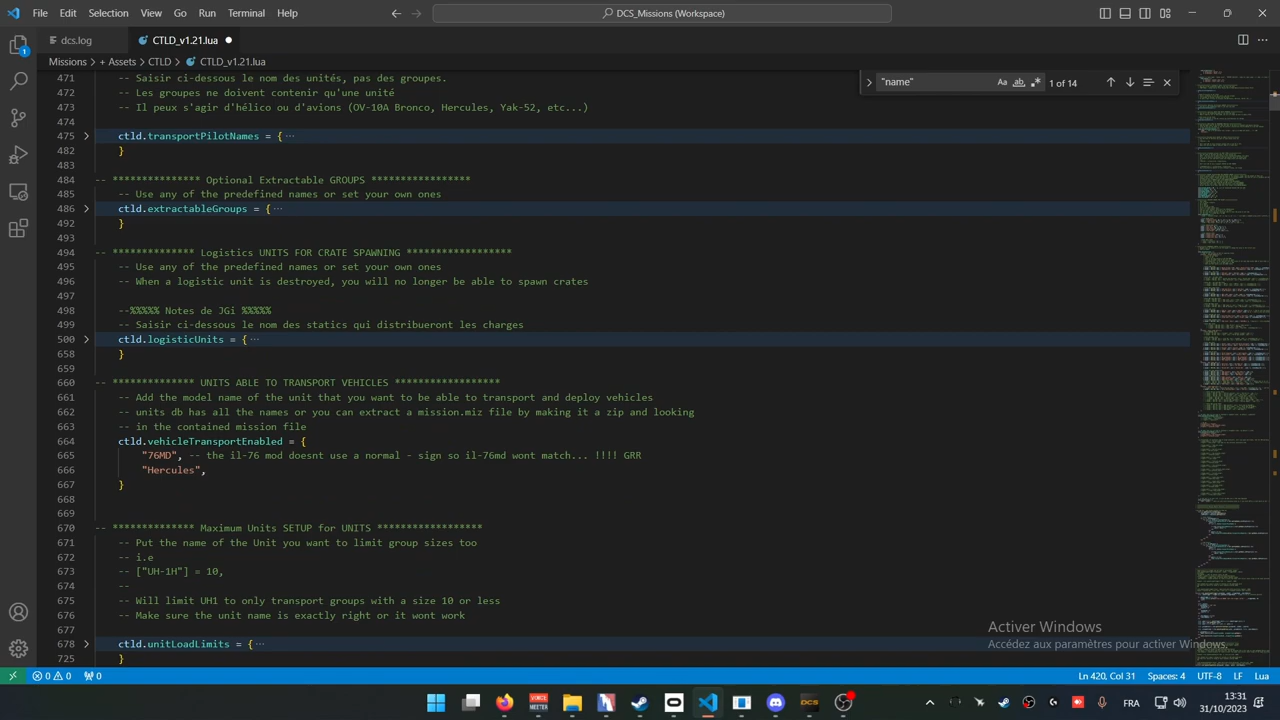 File Edit Selection View Go Run Terminal Help
DCS_Missions (Workspace)
dcs.log
CTLD_v1.21.lua
Missions > + Assets > CTLD > CTLD_v1.21.lua
"name"
Aa ab 1 of 14
471 -- Saisir ci-dessous le nom des unités, pas des groupes.
472 -- Les groupes ne doivent contenir qu'une unité
473 -- Il peux s'agir d'hélico ou d'avion (OV-10A Bronco, Hercules mod, etc...)
474
475 ctld.transportPilotNames = {
482 }
483
484 -- *************** Optional Extractable GROUPS *****************
485 -- Use any of the predefined names or set your own ones
486 ctld.extractableGroups = {
492 }
493
494 -- ************** Logistics UNITS FOR CRATE SPAWNING ******************
495 -- Use any of the predefined names or set your own ones
496 -- When a logistic unit is destroyed, you will no longer be able to spawn crates
497
498 --%%%%% Notes de JGi %%%%%
499 -- Saisir ci-dessous le nom des statics où se trouvent le chargement
500 ctld.logisticUnits = {
658 }
659
660 -- ************** UNITS ABLE TO TRANSPORT VEHICLES ******************
661 -- Add the model name of the unit that you want to be able to transport and deploy vehicles
662 -- units db has all the names or you can extract a mission.miz file by making it a zip and looking
663 -- in the contained mission file
664 ctld.vehicleTransportEnabled = {
665 "76MD", -- the il-76 mod doesnt use a normal - sign so il-76md wont match... !!!! GRR
666 "Hercules",
667 }
668
669
670 -- ************** Maximum Units SETUP for UNITS ******************
671 -- Put the name of the Unit you want to limit group sizes too
672 -- i.e
673 -- ["UH-1H"] = 10,
674 --
675 -- Will limit UH1 to only transport groups with a size 10 or less
676 -- Make sure the unit name is exactly right or it wont work
677
678 ctld.unitLoadLimits = {
725 }
Activer Windows
Accédez aux paramètres pour activer Windows.
0 0 0
Ln 420, Col 31 Spaces: 4 UTF-8 LF Lua
VOICE MEETER
DCS
FRA
13:31
31/10/2023